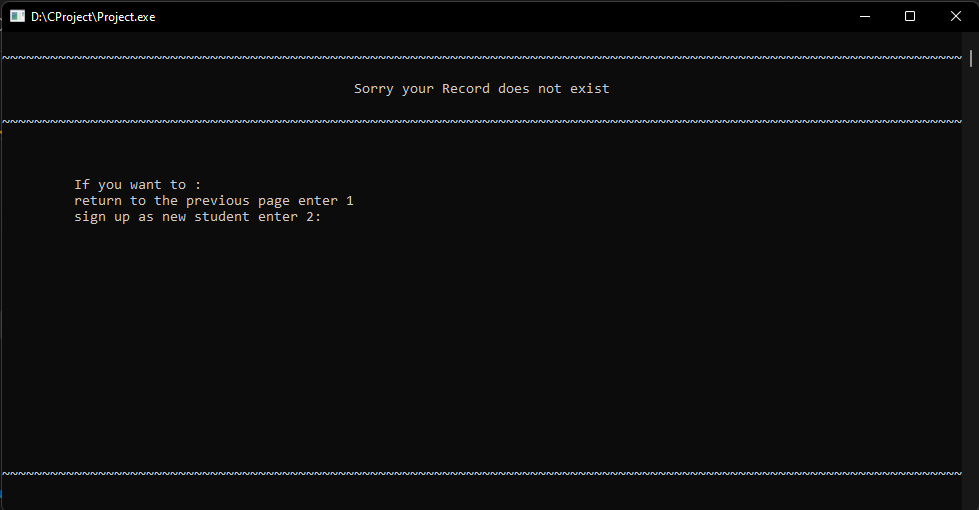 D:\CProject\Project.exe
Sorry your Record does not exist
If you want to :
return to the previous page enter 1
sign up as new student enter 2: